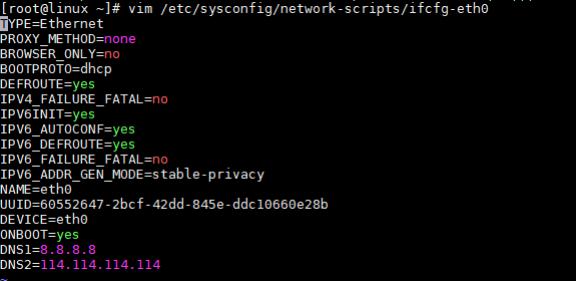 [root@linux ~]# vim /etc/sysconfig/network-scripts/ifcfg-eth0
TYPE=Ethernet
PROXY_METHOD=none
BROWSER_ONLY=no
BOOTPROTO=dhcp
DEFROUTE=yes
IPV4_FAILURE_FATAL=no
IPV6INIT=yes
IPV6_AUTOCONF=yes
IPV6_DEFROUTE=yes
IPV6_FAILURE_FATAL=no
IPV6_ADDR_GEN_MODE=stable-privacy
NAME=eth0
UUID=60552647-2bcf-42dd-845e-ddc10660e28b
DEVICE=eth0
ONBOOT=yes
DNS1=8.8.8.8
DNS2=114.114.114.114
~